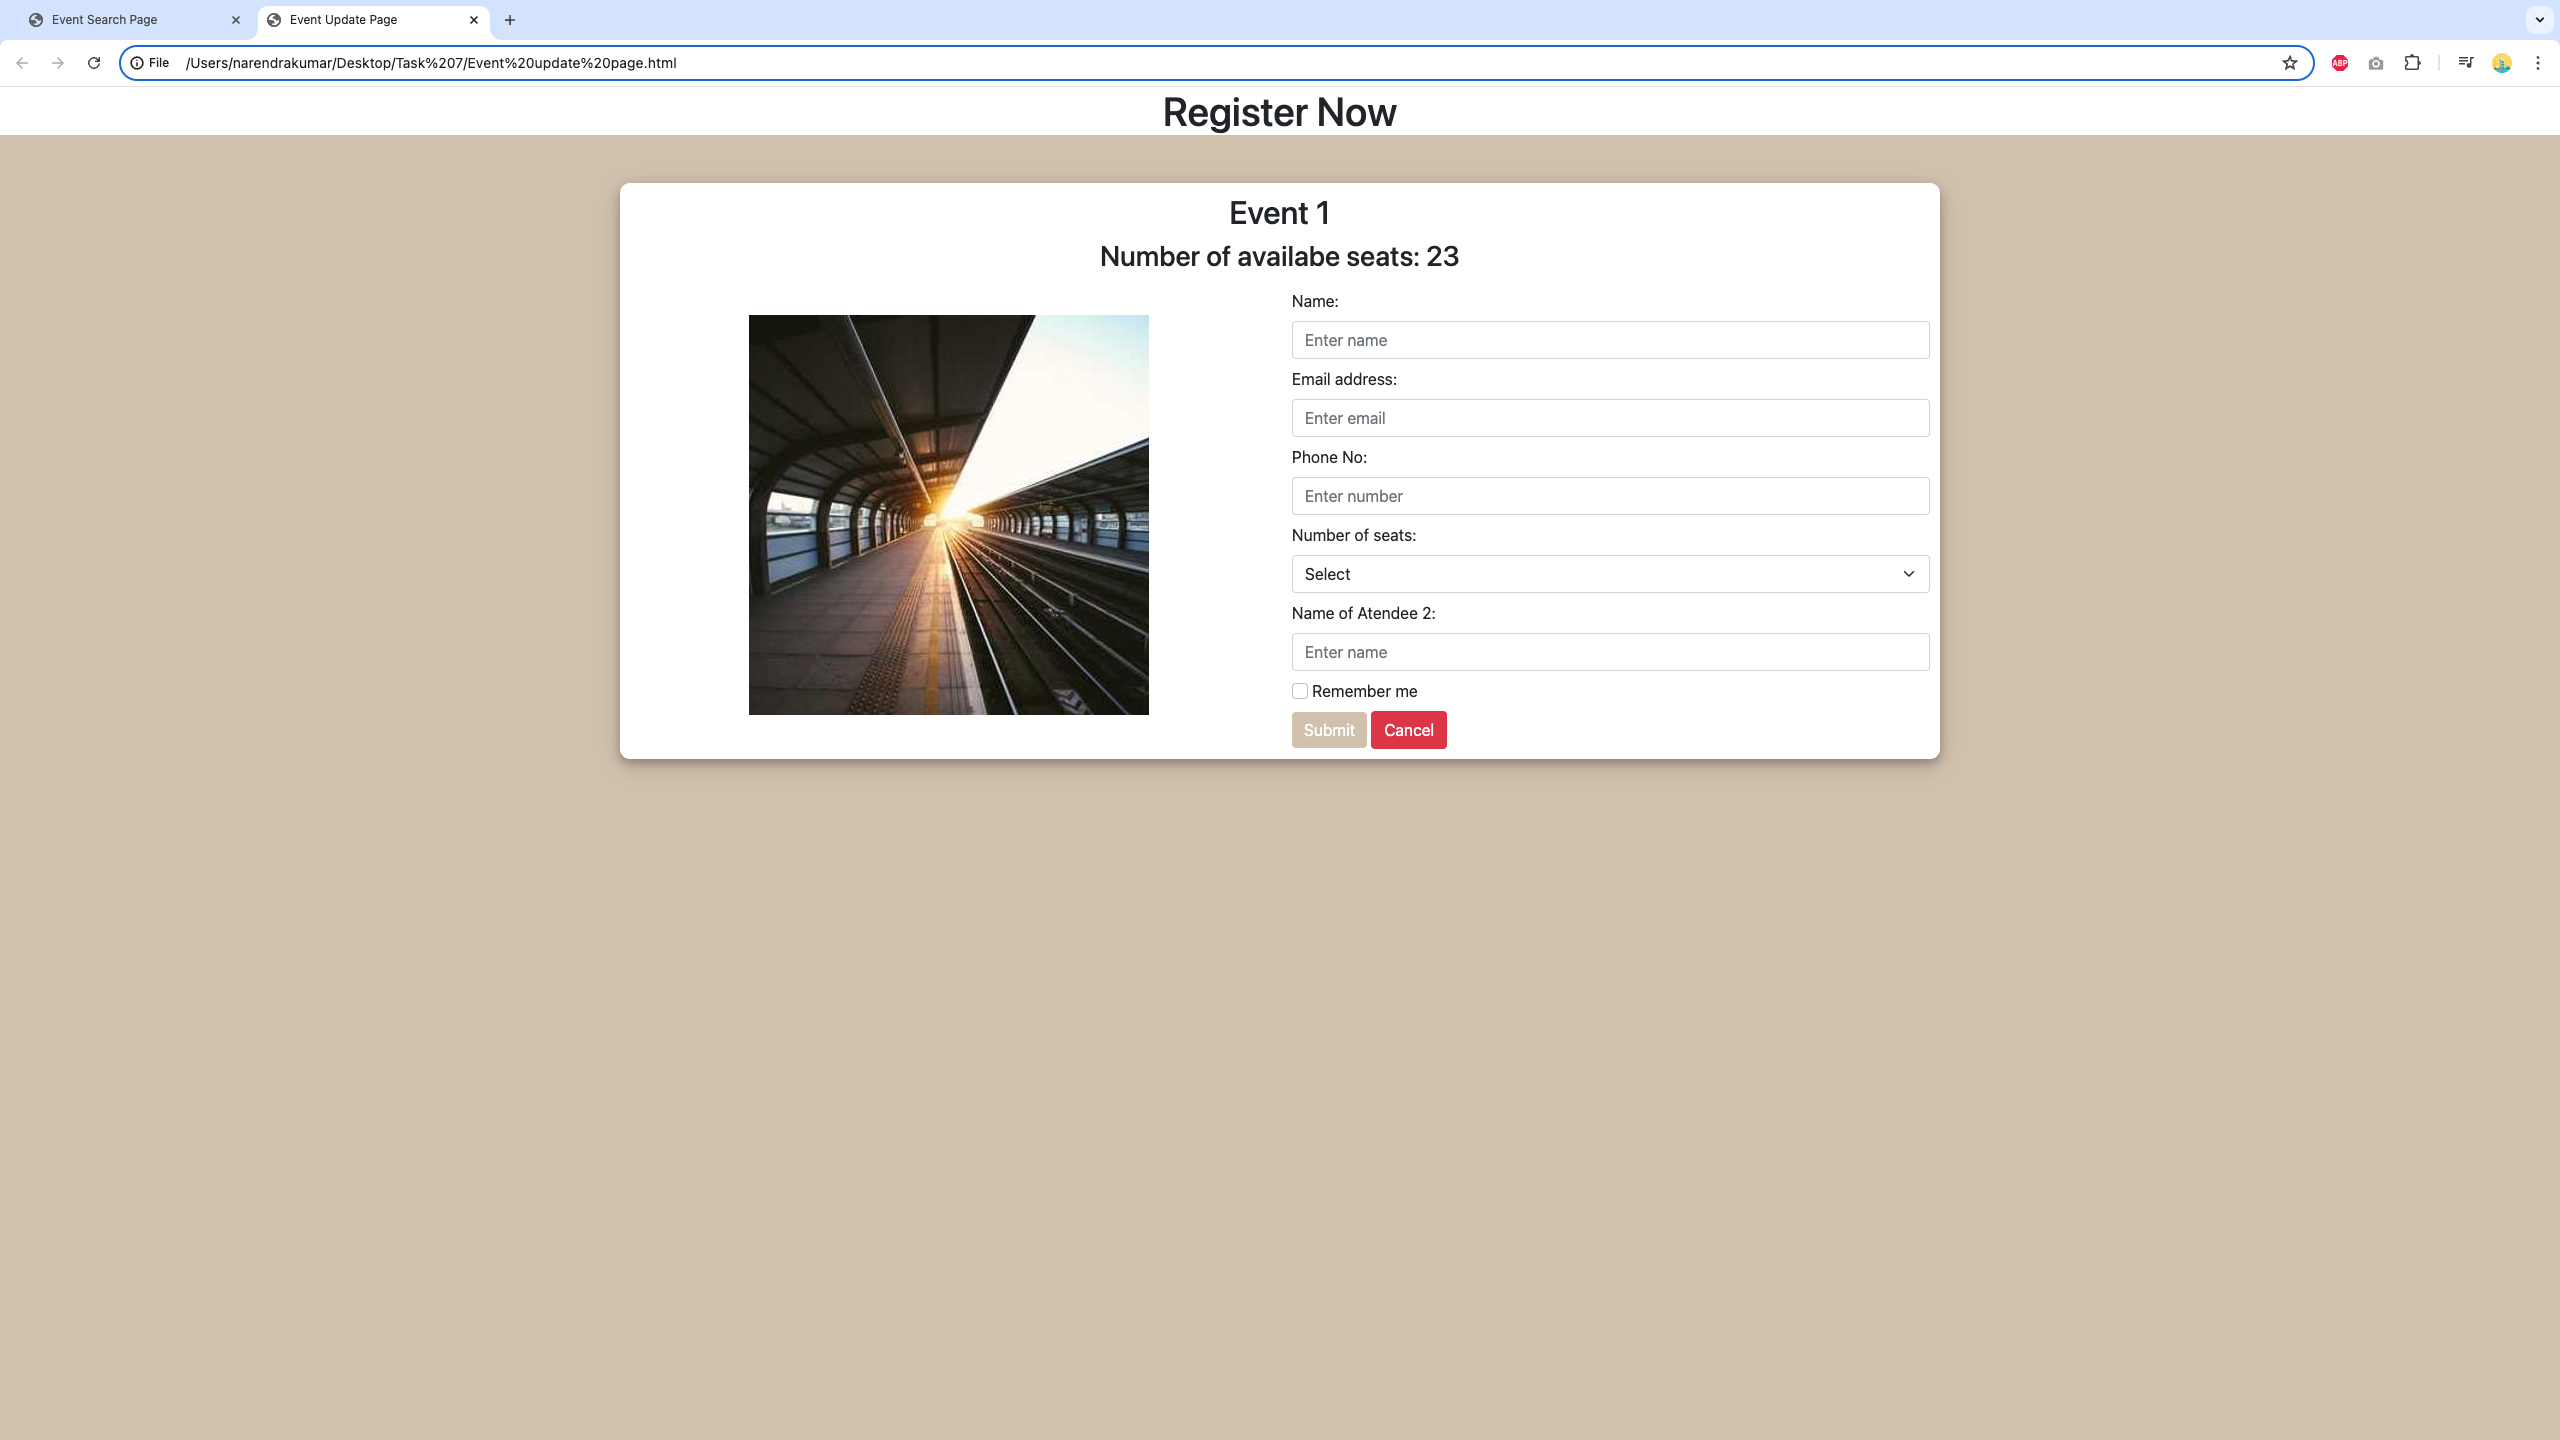 Event Search Page
Event Update Page
File /Users/narendrakumar/Desktop/Task%207/Event%20update%20page.html
ABP
Register Now
Event 1
Number of availabe seats: 23
Name:
Enter name
Email address:
Enter email
Phone No:
Enter number
Number of seats:
Select
Name of Atendee 2:
Enter name
Remember me
Submit Cancel